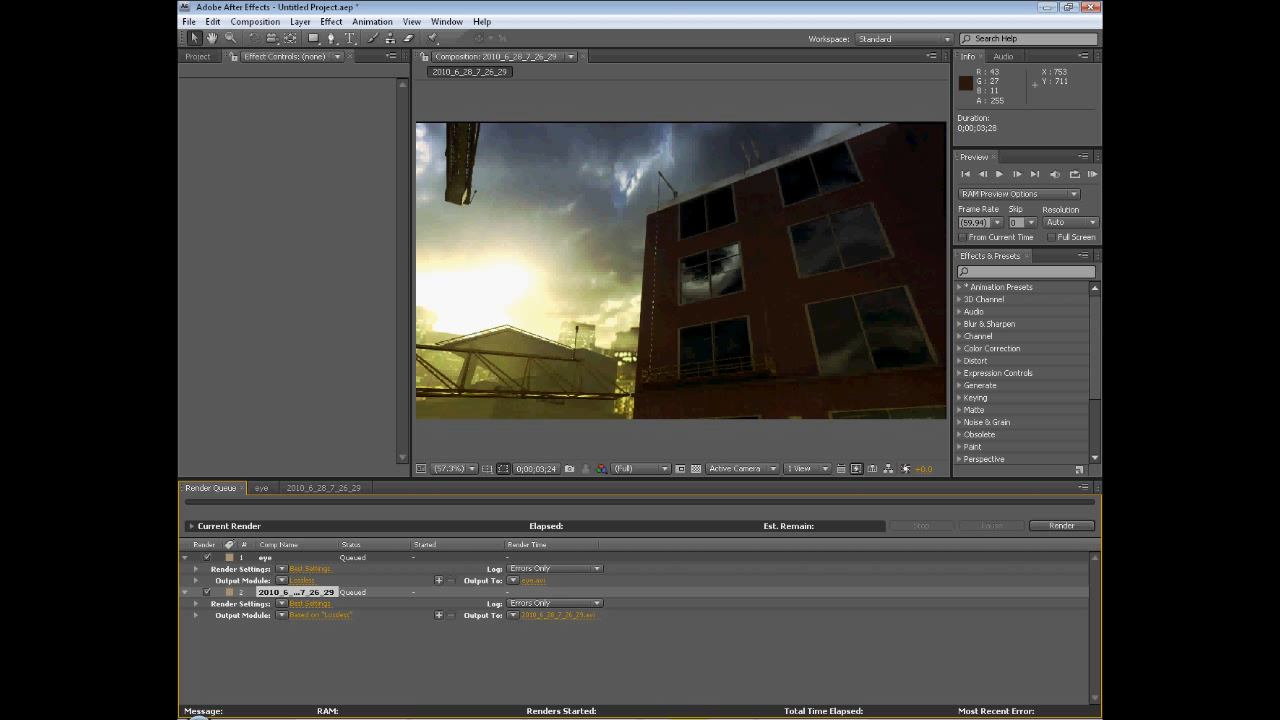 Adobe After Effects - Untitled Project.aep *
File Edit Composition Layer Effect Animation View Window Help
Workspace: Standard Search Help
Project Effect Controls: (none) Composition: 2010_6_28_7_26_29 Info Audio
2010_6_28_7_26_29
R : 43 X : 753
G : 27 Y : 711
B : 11
A : 255
Duration:
0;00;03;28
Preview
RAM Preview Options
Frame Rate Skip Resolution
(59.94) 0 Auto
From Current Time Full Screen
Effects & Presets
* Animation Presets
3D Channel
Audio
Blur & Sharpen
Channel
Color Correction
Distort
Expression Controls
Generate
Keying
Matte
Noise & Grain
Obsolete
Paint
Perspective
(57.3%) 0;00;03;24 (Full) Active Camera 1 View +0.0
Render Queue eye 2010_6_28_7_26_29
Current Render Elapsed: Est. Remain: Stop Pause Render
Render # Comp Name Status Started Render Time
1 eye Queued - -
Render Settings: Best Settings Log: Errors Only
Output Module: Lossless Output To: eye.avi
2 2010_6_...7_26_29 Queued - -
Render Settings: Best Settings Log: Errors Only
Output Module: Based on "Lossless" Output To: 2010_6_28_7_26_29.avi
Message: RAM: Renders Started: Total Time Elapsed: Most Recent Error: